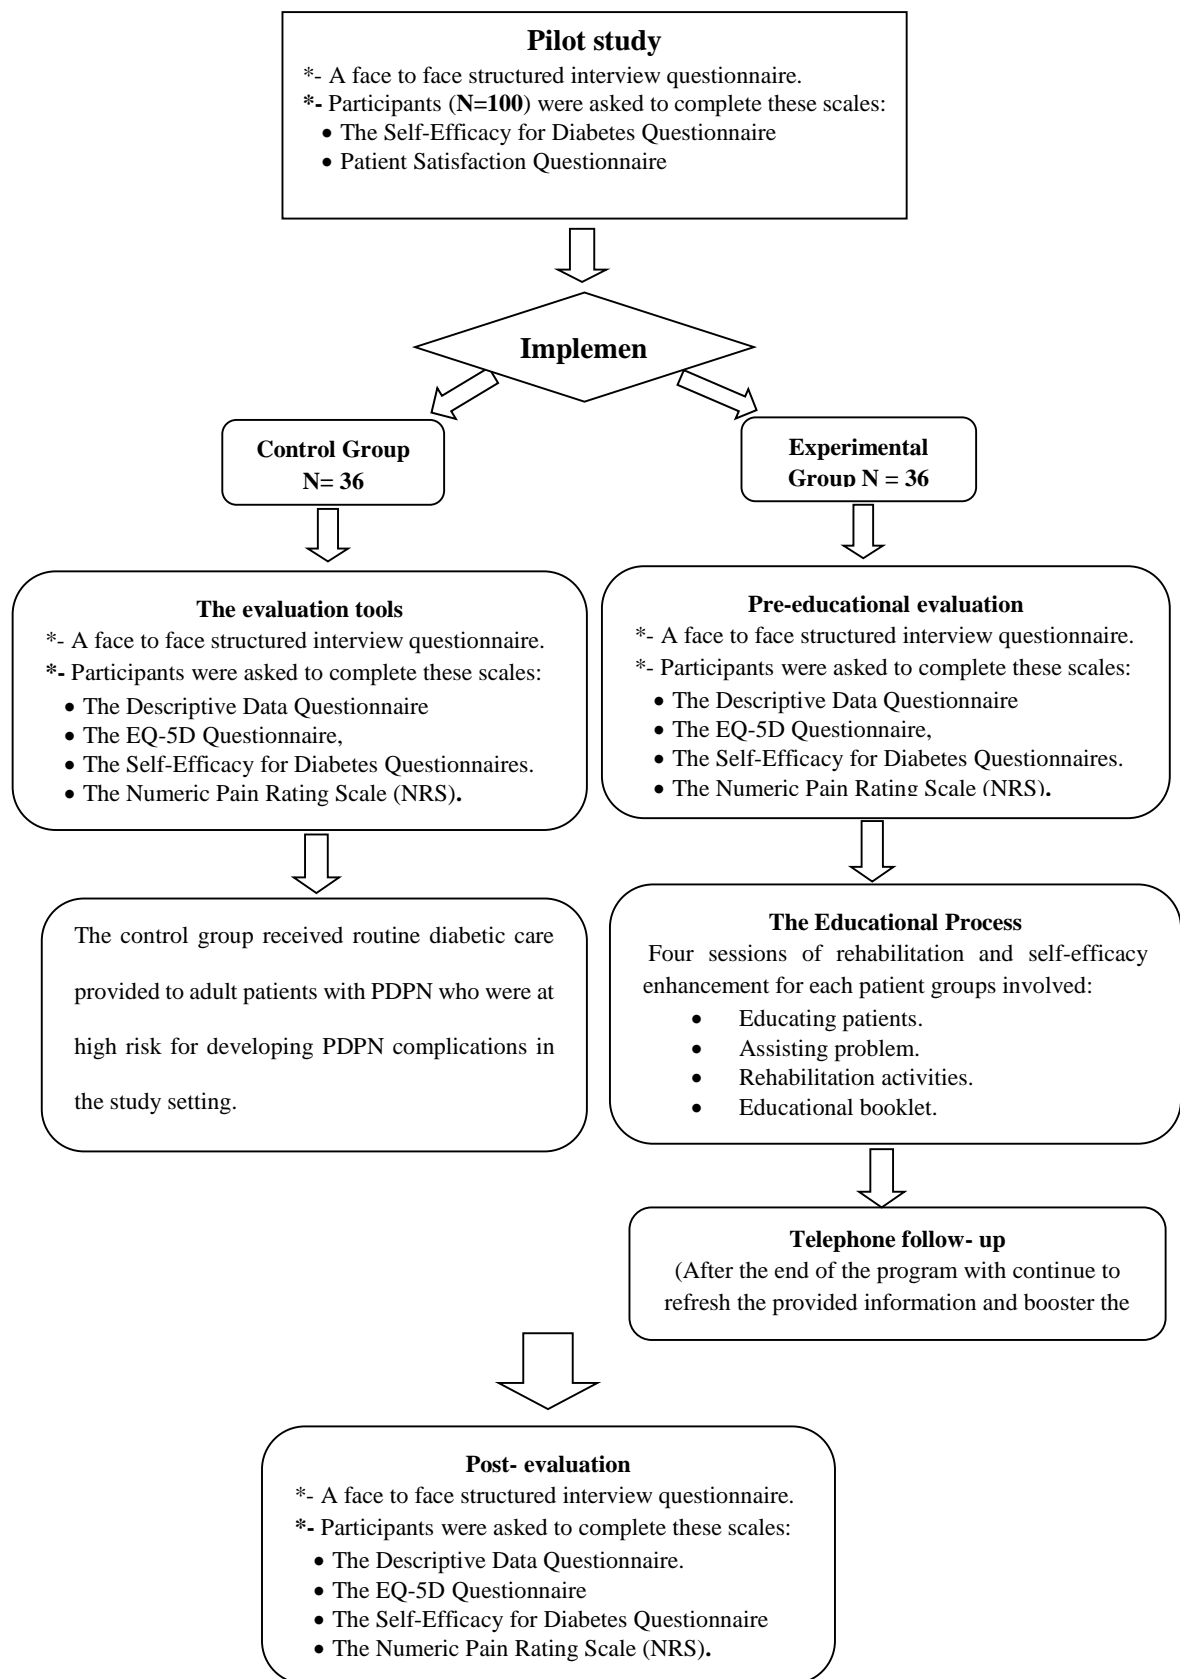 Pilot study
*- A face to face structured interview questionnaire.
*- Participants (N=100) were asked to complete these scales:
• The Self-Efficacy for Diabetes Questionnaire
• Patient Satisfaction Questionnaire
Implemen
Control Group
N= 36
Experimental
Group N = 36
The evaluation tools
*- A face to face structured interview questionnaire.
*- Participants were asked to complete these scales:
• The Descriptive Data Questionnaire
• The EQ-5D Questionnaire,
• The Self-Efficacy for Diabetes Questionnaires.
• The Numeric Pain Rating Scale (NRS).
Pre-educational evaluation
*- A face to face structured interview questionnaire.
*- Participants were asked to complete these scales:
• The Descriptive Data Questionnaire
• The EQ-5D Questionnaire,
• The Self-Efficacy for Diabetes Questionnaires.
• The Numeric Pain Rating Scale (NRS).
The control group received routine diabetic care
provided to adult patients with PDPN who were at
high risk for developing PDPN complications in
the study setting.
The Educational Process
Four sessions of rehabilitation and self-efficacy
enhancement for each patient groups involved:
• Educating patients.
• Assisting problem.
• Rehabilitation activities.
• Educational booklet.
Telephone follow- up
(After the end of the program with continue to
refresh the provided information and booster the
Post- evaluation
*- A face to face structured interview questionnaire.
*- Participants were asked to complete these scales:
• The Descriptive Data Questionnaire.
• The EQ-5D Questionnaire
• The Self-Efficacy for Diabetes Questionnaire
• The Numeric Pain Rating Scale (NRS).